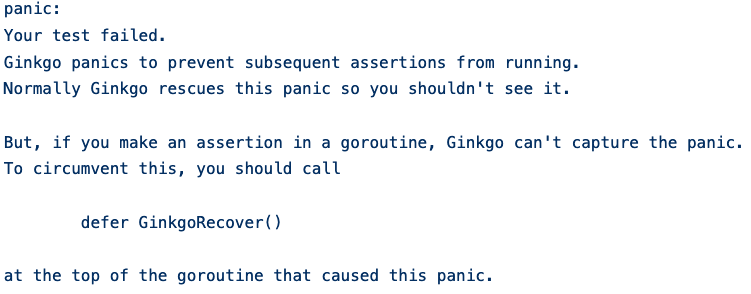 panic:
Your test failed.
Ginkgo panics to prevent subsequent assertions from running.
Normally Ginkgo rescues this panic so you shouldn't see it.
But, if you make an assertion in a goroutine, Ginkgo can't capture the panic.
To circumvent this, you should call
defer GinkgoRecover()
at the top of the goroutine that caused this panic.